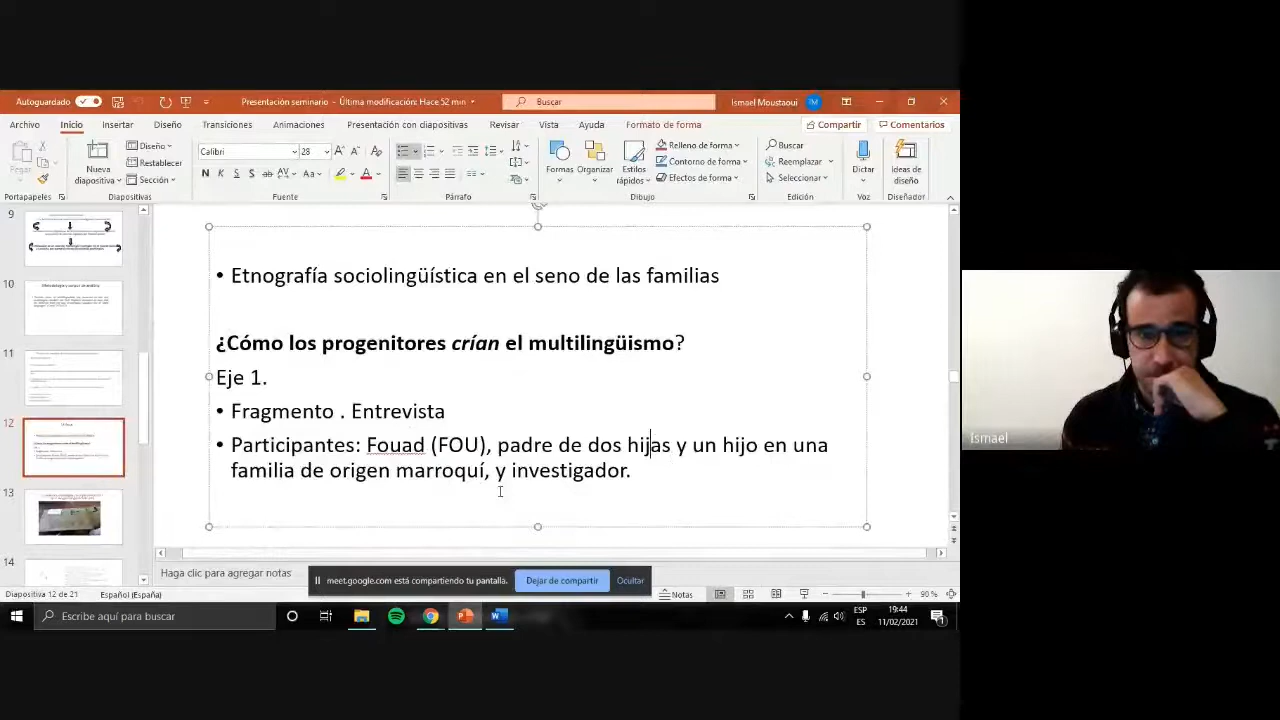 Autoguardado
Presentación seminario - Última modificación: Hace 52 min
Buscar
Ismael Moustaoui
Archivo Inicio Insertar Diseño Transiciones Animaciones Presentación con diapositivas Revisar Vista Ayuda Formato de forma
Compartir Comentarios
Pegar
Nueva diapositiva
Diseño
Restablecer
Sección
Calibri 28
Formas
Organizar
Estilos rápidos
Relleno de forma
Contorno de forma
Efectos de forma
Buscar
Reemplazar
Seleccionar
Dictar
Ideas de diseño
Portapapeles Diapositivas Fuente Párrafo Dibujo Edición Voz Diseñador
9
10
11
12
13
14
• Etnografía sociolingüística en el seno de las familias
¿Cómo los progenitores crían el multilingüismo?
Eje 1.
• Fragmento . Entrevista
• Participantes: Fouad (FOU), padre de dos hijas y un hijo en una
familia de origen marroquí, y investigador.
Ismael
Haga clic para agregar notas
meet.google.com está compartiendo tu pantalla. Dejar de compartir Ocultar
Diapositiva 12 de 21 Español (España) Notas 90 %
Escribe aquí para buscar
ESP
ES
19:44
11/02/2021